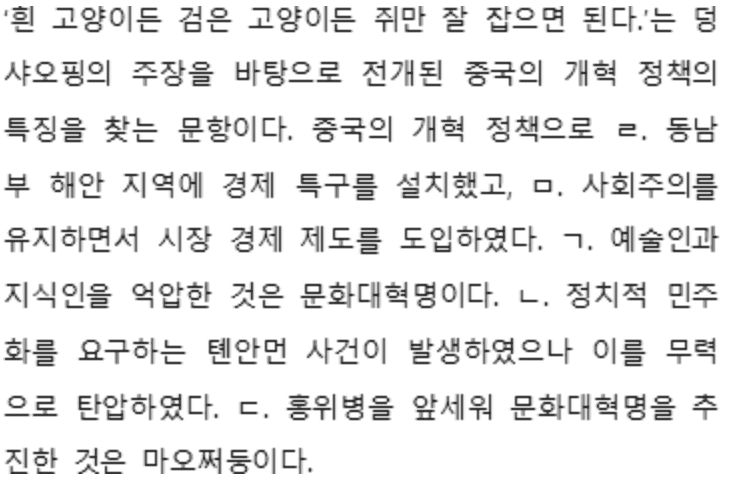 ‘흰 고양이든 검은 고양이든 쥐만 잘 잡으면 된다.’는 덩
샤오핑의 주장을 바탕으로 전개된 중국의 개혁 정책의
특징을 찾는 문항이다. 중국의 개혁 정책으로 ㄹ. 동남
부 해안 지역에 경제 특구를 설치했고, ㅁ. 사회주의를
유지하면서 시장 경제 제도를 도입하였다. ㄱ. 예술인과
지식인을 억압한 것은 문화대혁명이다. ㄴ. 정치적 민주
화를 요구하는 톈안먼 사건이 발생하였으나 이를 무력
으로 탄압하였다. ㄷ. 홍위병을 앞세워 문화대혁명을 추
진한 것은 마오쩌둥이다.